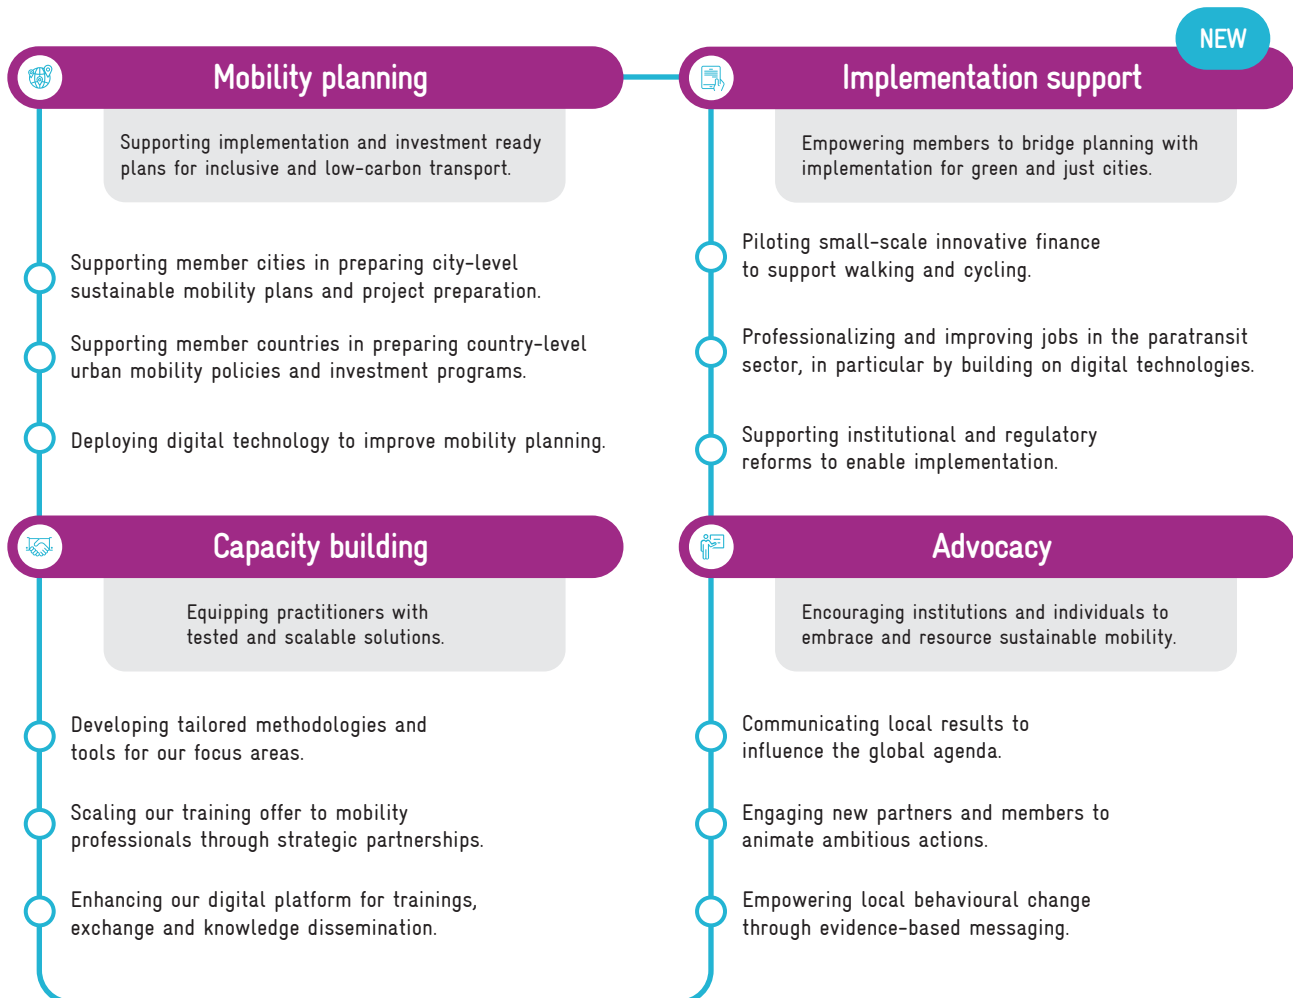 Mobility planning
Supporting implementation and investment ready
plans for inclusive and low-carbon transport.
Supporting member cities in preparing city-level
sustainable mobility plans and project preparation.
Supporting member countries in preparing country-level
urban mobility policies and investment programs.
Deploying digital technology to improve mobility planning.
NEW
Implementation support
Empowering members to bridge planning with
implementation for green and just cities.
Piloting small-scale innovative finance
to support walking and cycling.
Professionalizing and improving jobs in the paratransit
sector, in particular by building on digital technologies.
Supporting institutional and regulatory
reforms to enable implementation.
Capacity building
Equipping practitioners with
tested and scalable solutions.
Developing tailored methodologies and
tools for our focus areas.
Scaling our training offer to mobility
professionals through strategic partnerships.
Enhancing our digital platform for trainings,
exchange and knowledge dissemination.
Advocacy
Encouraging institutions and individuals to
embrace and resource sustainable mobility.
Communicating local results to
influence the global agenda.
Engaging new partners and members to
animate ambitious actions.
Empowering local behavioural change
through evidence-based messaging.